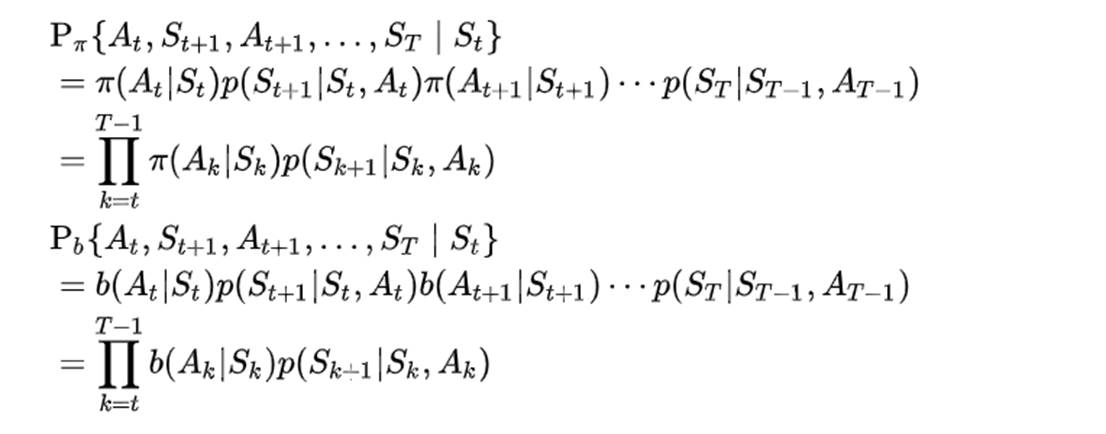 P_π{A_t, S_{t+1}, A_{t+1}, …, S_T | S_t}
= π(A_t|S_t)p(S_{t+1}|S_t, A_t)π(A_{t+1}|S_{t+1}) ⋯ p(S_T|S_{T−1}, A_{T−1})
= ∏_{k=t}^{T−1} π(A_k|S_k)p(S_{k+1}|S_k, A_k)
P_b{A_t, S_{t+1}, A_{t+1}, …, S_T | S_t}
= b(A_t|S_t)p(S_{t+1}|S_t, A_t)b(A_{t+1}|S_{t+1}) ⋯ p(S_T|S_{T−1}, A_{T−1})
= ∏_{k=t}^{T−1} b(A_k|S_k)p(S_{k+1}|S_k, A_k)